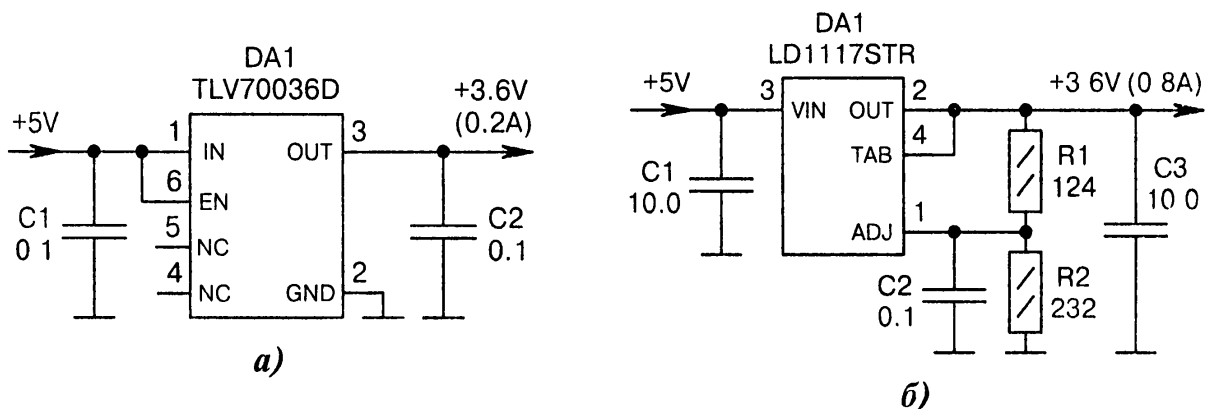 DA1
TLV70036D
+5V
+3.6V
(0.2A)
1
IN
OUT
3
6
EN
C1
0 1
5
NC
4
NC
GND
2
C2
0.1
а)
DA1
LD1117STR
+5V
+3 6V (0 8A)
3
VIN
OUT
2
TAB
4
C1
10.0
R1
124
C3
10 0
ADJ
1
C2
0.1
R2
232
б)